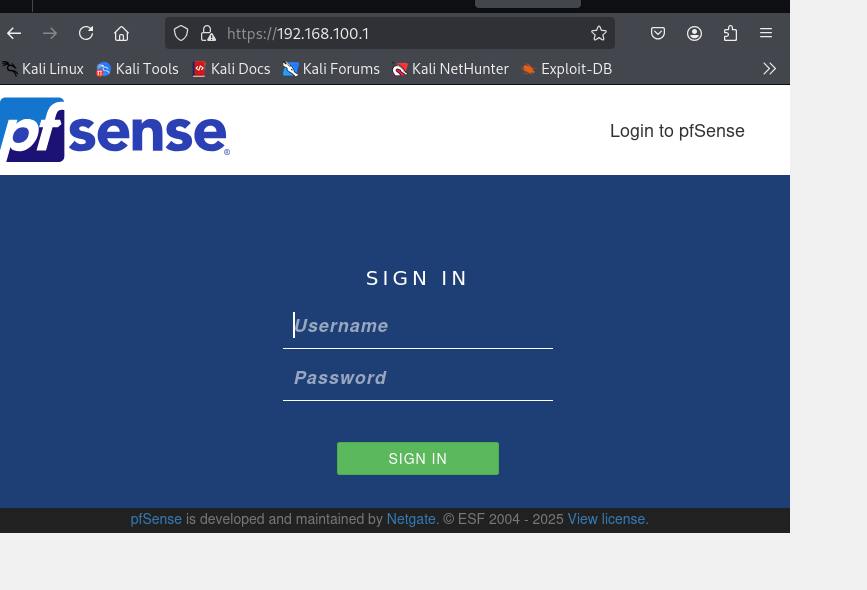 https://192.168.100.1
Kali Linux Kali Tools Kali Docs Kali Forums Kali NetHunter Exploit-DB
pfsense®
Login to pfSense
SIGN IN
Username
Password
SIGN IN
pfSense is developed and maintained by Netgate. © ESF 2004 - 2025 View license.